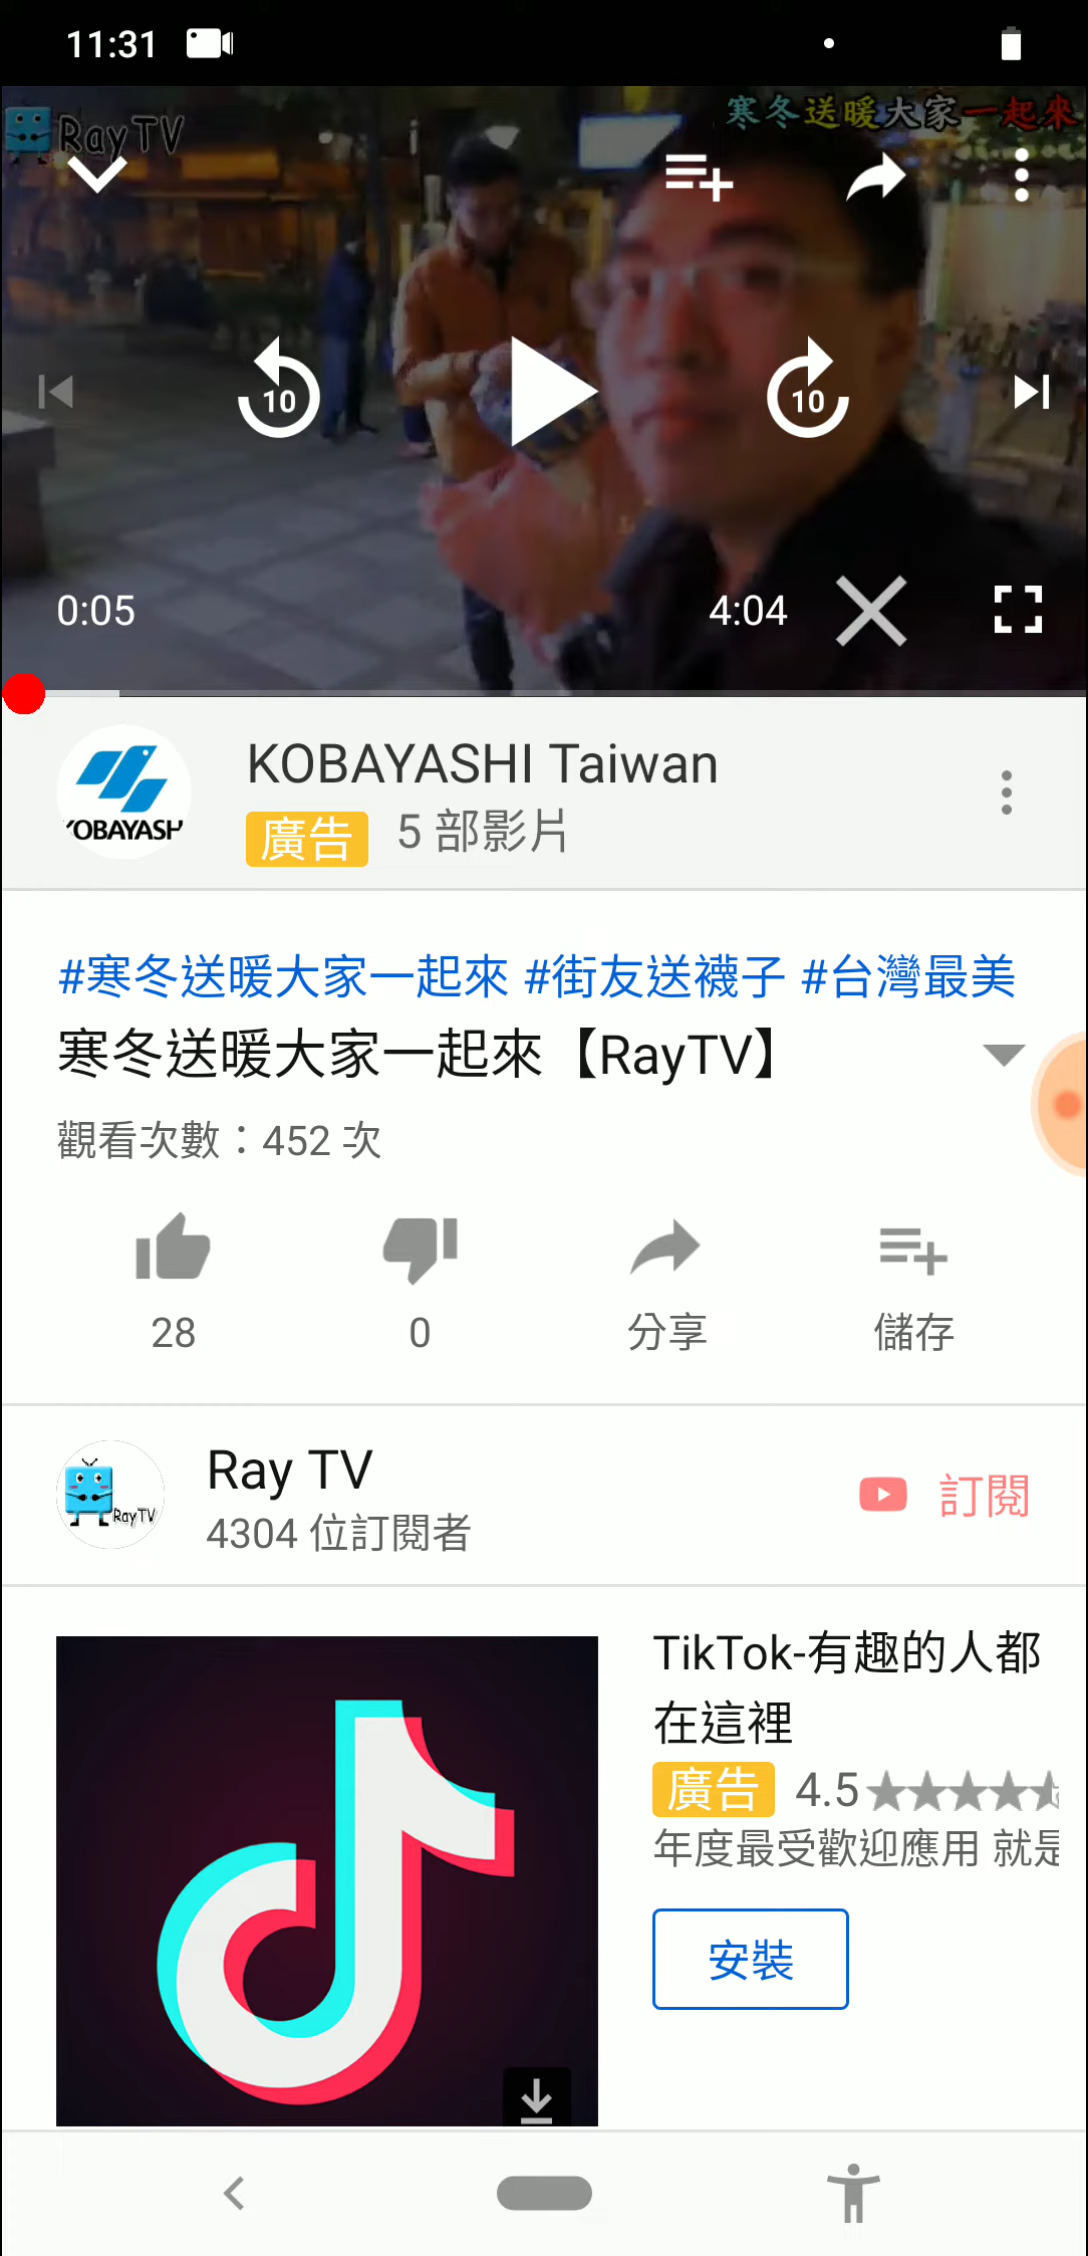 11:31
RayTV
寒冬送暖大家一起來
10
10
0:05
4:04
KOBAYASHI Taiwan
廣告 5 部影片
#寒冬送暖大家一起來 #街友送襪子 #台灣最美
寒冬送暖大家一起來【RayTV】
觀看次數：452 次
28
0
分享
儲存
Ray TV
4304 位訂閱者
RayTV
訂閱
TikTok-有趣的人都
在這裡
廣告 4.5
年度最受歡迎應用 就是
安裝